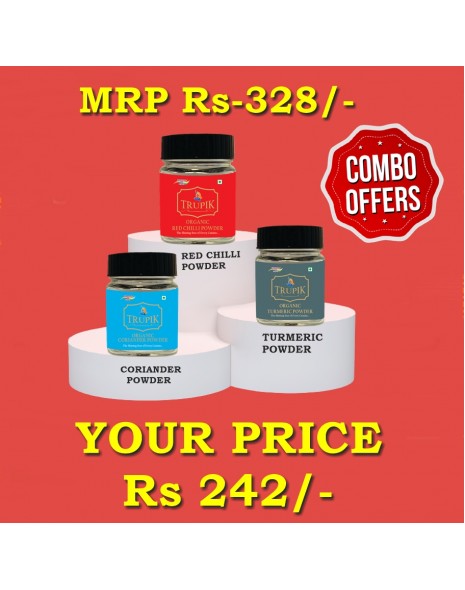 MRP Rs-328/-
COMBO
OFFERS
TRUPIK
ORGANIC
RED CHILLI POWDER
RED CHILLI
POWDER
TRUPIK
ORGANIC
TURMERIC POWDER
TURMERIC
POWDER
TRUPIK
ORGANIC
CORIANDER POWDER
CORIANDER
POWDER
YOUR PRICE
Rs 242/-